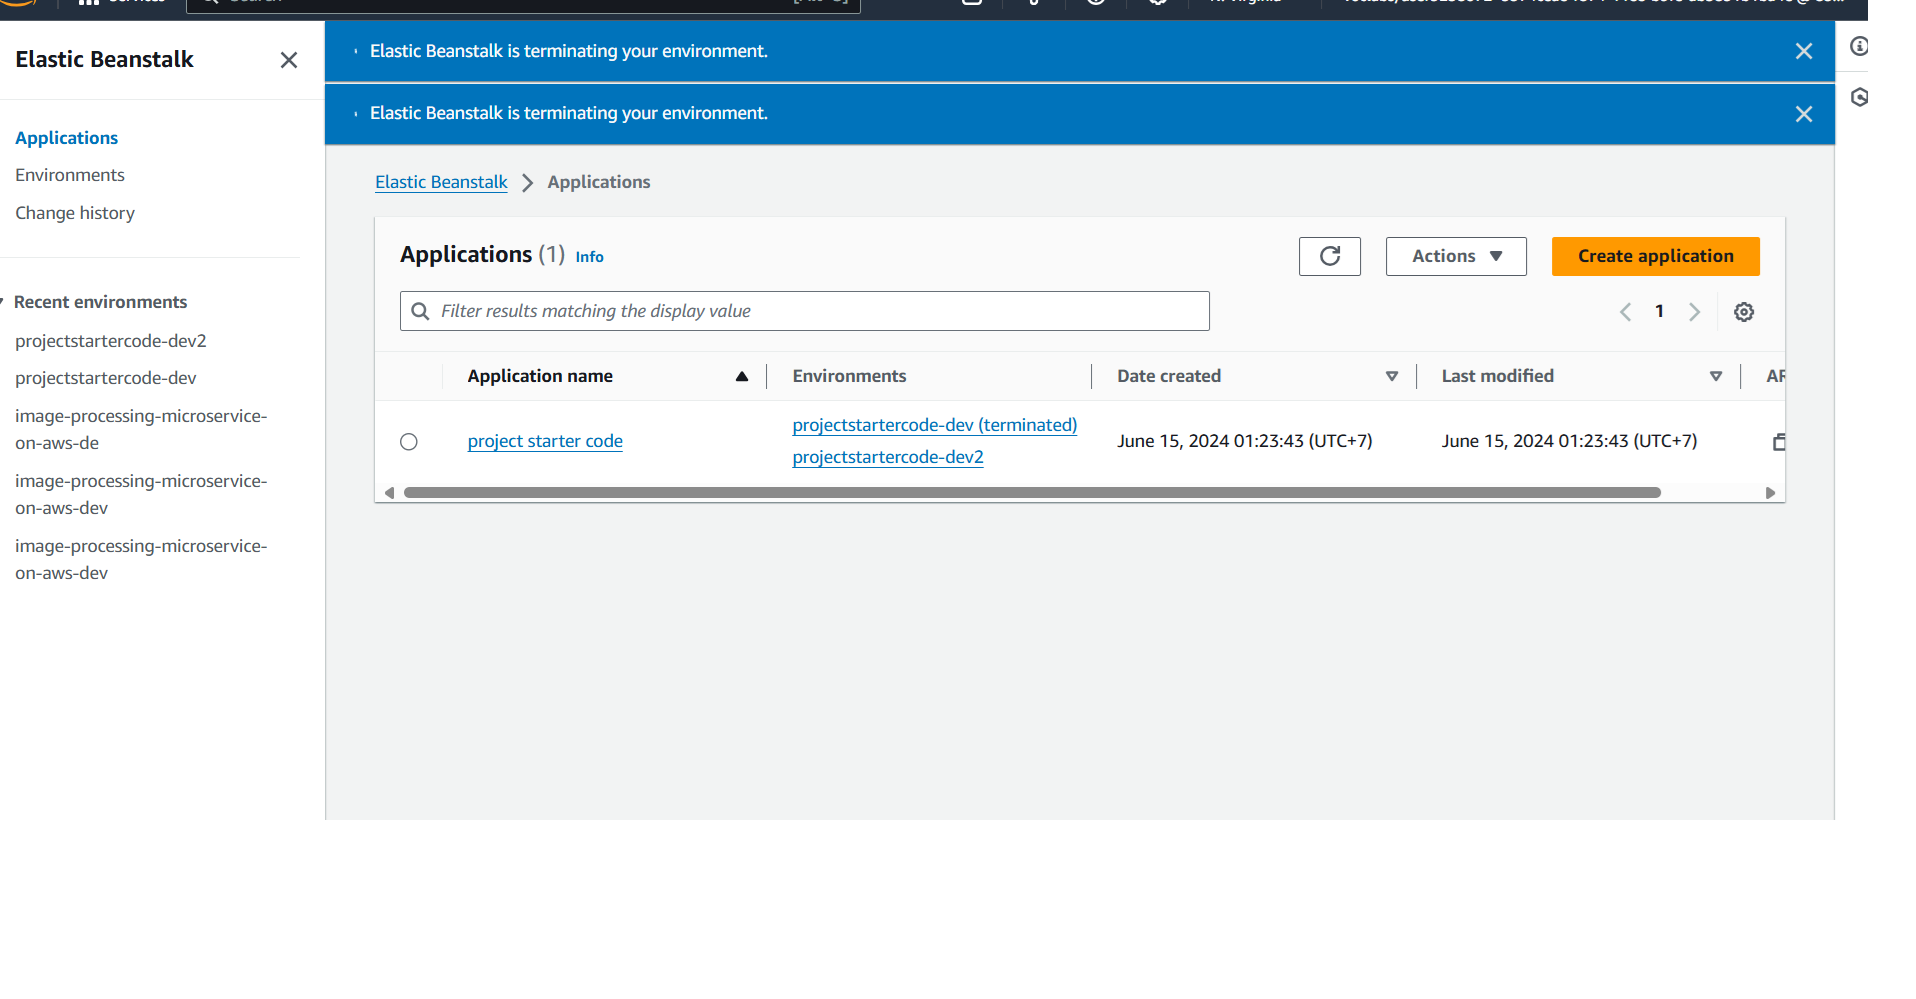 Elastic Beanstalk
Applications
Environments
Change history
Recent environments
projectstartercode-dev2
projectstartercode-dev
image-processing-microservice-
on-aws-de
image-processing-microservice-
on-aws-dev
image-processing-microservice-
on-aws-dev
Elastic Beanstalk is terminating your environment.
Elastic Beanstalk is terminating your environment.
Elastic Beanstalk Applications
Applications (1) Info
Actions
Create application
Filter results matching the display value
1
Application name Environments Date created Last modified AR
project starter code projectstartercode-dev (terminated) June 15, 2024 01:23:43 (UTC+7) June 15, 2024 01:23:43 (UTC+7)
projectstartercode-dev2